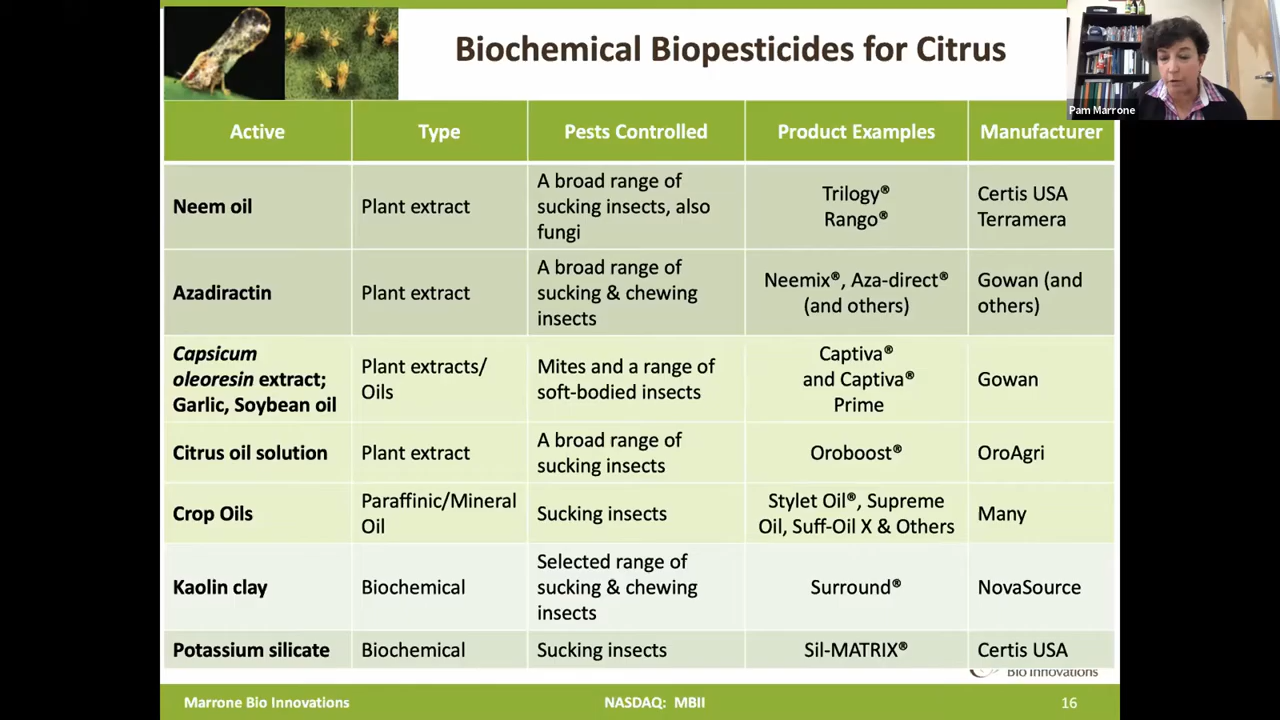 Biochemical Biopesticides for Citrus
Pam Marrone
Active
Type
Pests Controlled
Product Examples
Manufacturer
Neem oil
Plant extract
A broad range of
sucking insects, also
fungi
Trilogy®
Rango®
Certis USA
Terramera
Azadiractin
Plant extract
A broad range of
sucking & chewing
insects
Neemix®, Aza-direct®
(and others)
Gowan (and
others)
Capsicum
oleoresin extract;
Garlic, Soybean oil
Plant extracts/
Oils
Mites and a range of
soft-bodied insects
Captiva®
and Captiva®
Prime
Gowan
Citrus oil solution
Plant extract
A broad range of
sucking insects
Oroboost®
OroAgri
Crop Oils
Paraffinic/Mineral
Oil
Sucking insects
Stylet Oil®, Supreme
Oil, Suff-Oil X & Others
Many
Kaolin clay
Biochemical
Selected range of
sucking & chewing
insects
Surround®
NovaSource
Potassium silicate
Biochemical
Sucking insects
Sil-MATRIX®
Certis USA
Bio Innovations
Marrone Bio Innovations
NASDAQ: MBII
16